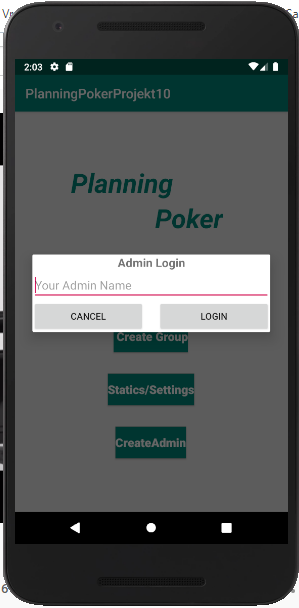 2:03
PlanningPokerProjekt10
Planning
Poker
Admin Login
Your Admin Name
CANCEL
LOGIN
Create Group
Statics/Settings
CreateAdmin